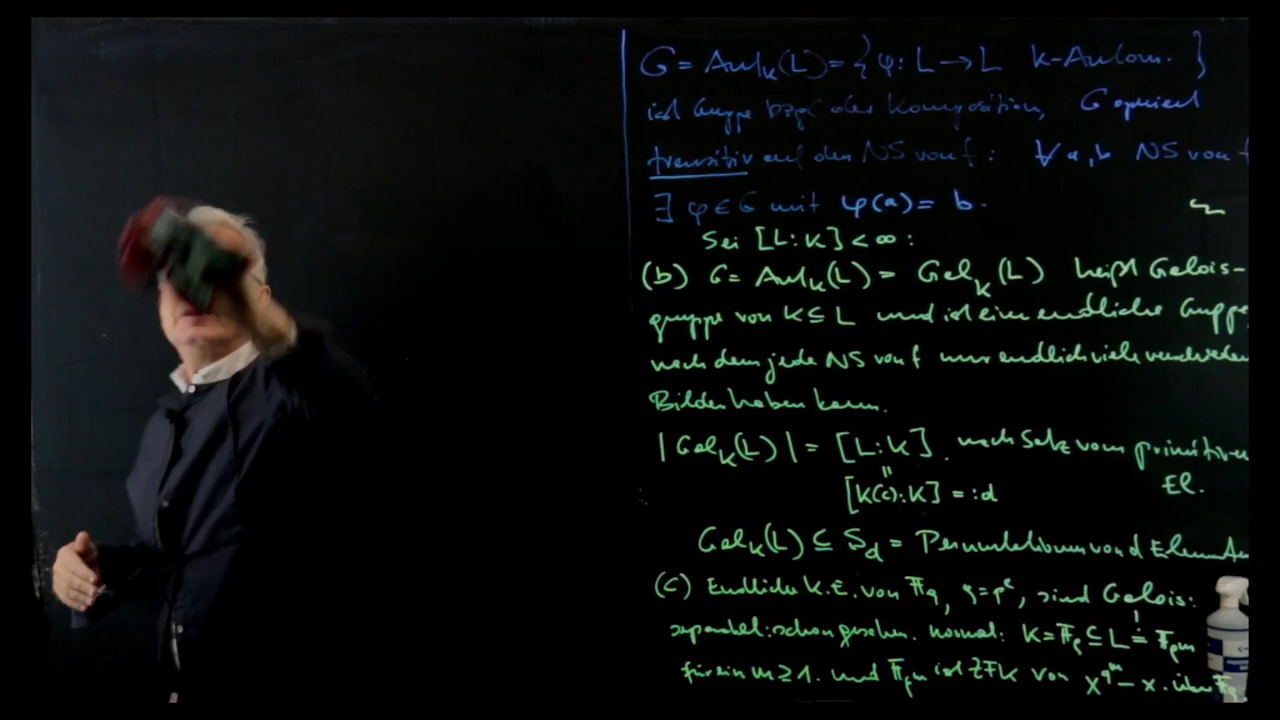 G = Aut_K(L) = { φ: L → L K-Autom. }
ist Gruppe bzgl der Komposition, G operiert
transitiv auf den NS von f : ∀ a, b NS von f
∃ φ ∈ G mit φ(a) = b.
Sei [L:K] < ∞ :
(b) G = Aut_K(L) = Gal_K(L) heißt Galois-
gruppe von K ⊆ L und ist eine endliche Gruppe
nach dem jede NS von f nur endlich viele verschieden
Bilder haben kann.
|Gal_K(L)| = [L:K] . nach Satz vom primitiven
El.
"
[K(c):K] =: d
Gal_K(L) ⊆ S_d = Permutationen von d Elementen
(c) Endliche K.E. von 𝔽_q, q = p^e, sind Galois:
separabel: schon gesehen. normal: K = 𝔽_q ⊆ L =^! 𝔽_{q^m}
für ein m ≥ 1. und 𝔽_{q^m} ist ZFK von x^{q^m} − x. über 𝔽_q.